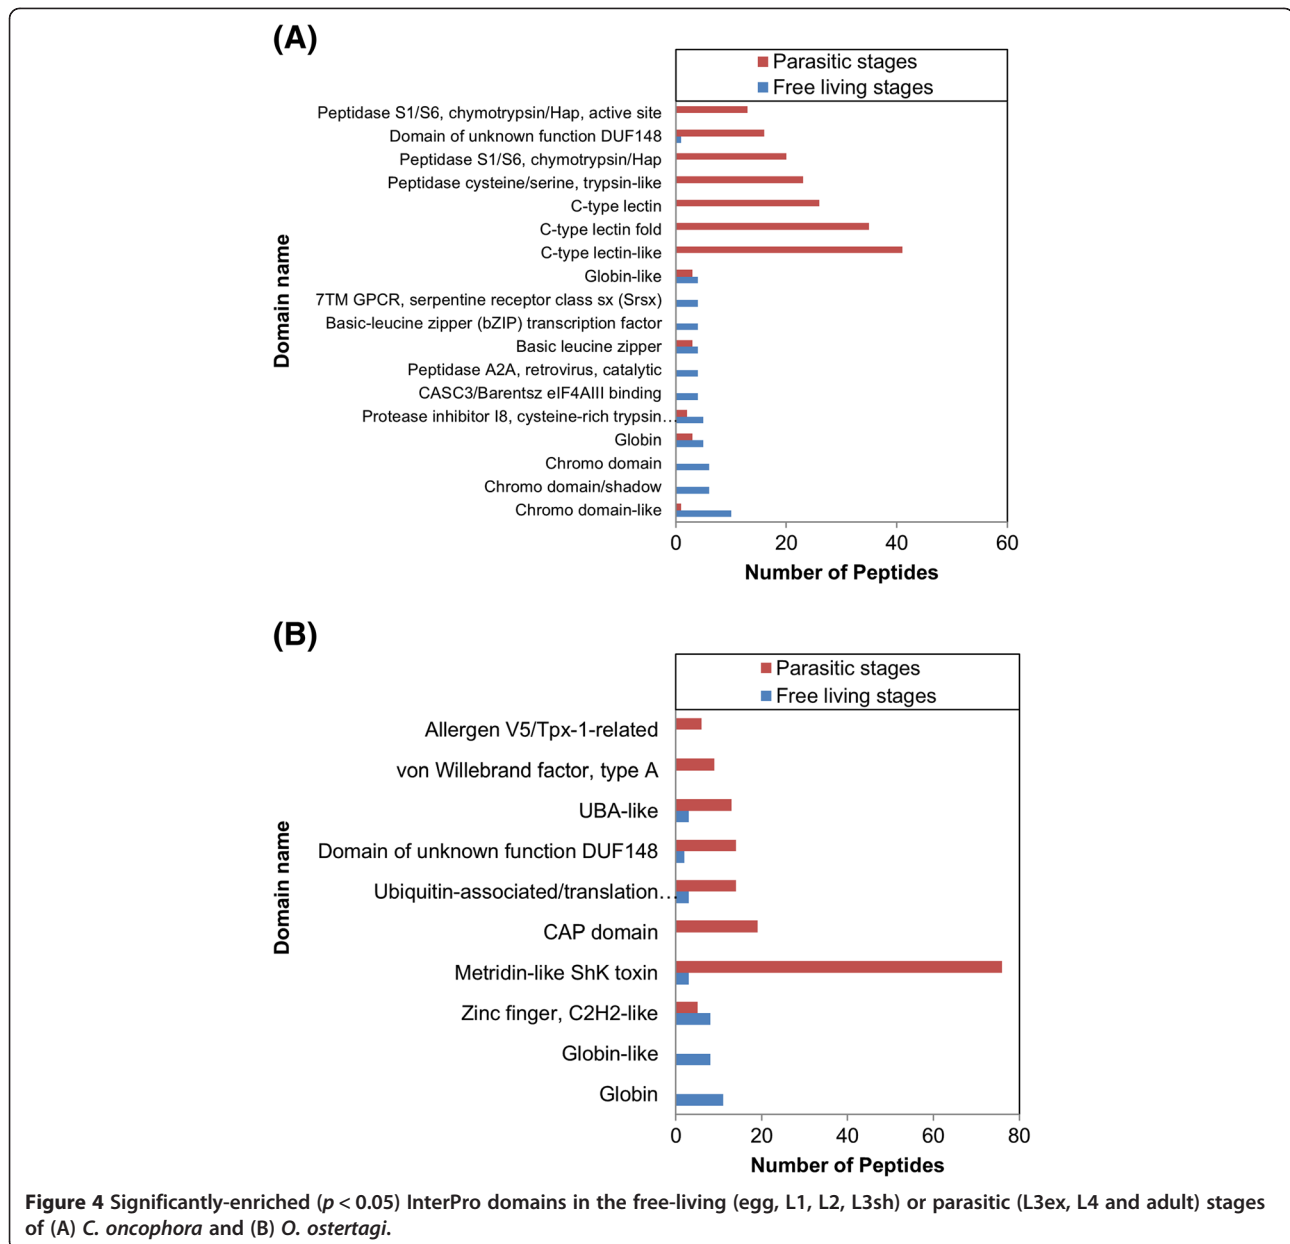 (A)
Parasitic stages
Free living stages
Peptidase S1/S6, chymotrypsin/Hap, active site
Domain of unknown function DUF148
Peptidase S1/S6, chymotrypsin/Hap
Peptidase cysteine/serine, trypsin-like
C-type lectin
C-type lectin fold
C-type lectin-like
Globin-like
7TM GPCR, serpentine receptor class sx (Srsx)
Basic-leucine zipper (bZIP) transcription factor
Basic leucine zipper
Peptidase A2A, retrovirus, catalytic
CASC3/Barentsz eIF4AIII binding
Protease inhibitor I8, cysteine-rich trypsin…
Globin
Chromo domain
Chromo domain/shadow
Chromo domain-like
Domain name
0 20 40 60
Number of Peptides
(B)
Parasitic stages
Free living stages
Allergen V5/Tpx-1-related
von Willebrand factor, type A
UBA-like
Domain of unknown function DUF148
Ubiquitin-associated/translation…
CAP domain
Metridin-like ShK toxin
Zinc finger, C2H2-like
Globin-like
Globin
Domain name
0 20 40 60 80
Number of Peptides
Figure 4 Significantly-enriched (p < 0.05) InterPro domains in the free-living (egg, L1, L2, L3sh) or parasitic (L3ex, L4 and adult) stages
of (A) C. oncophora and (B) O. ostertagi.